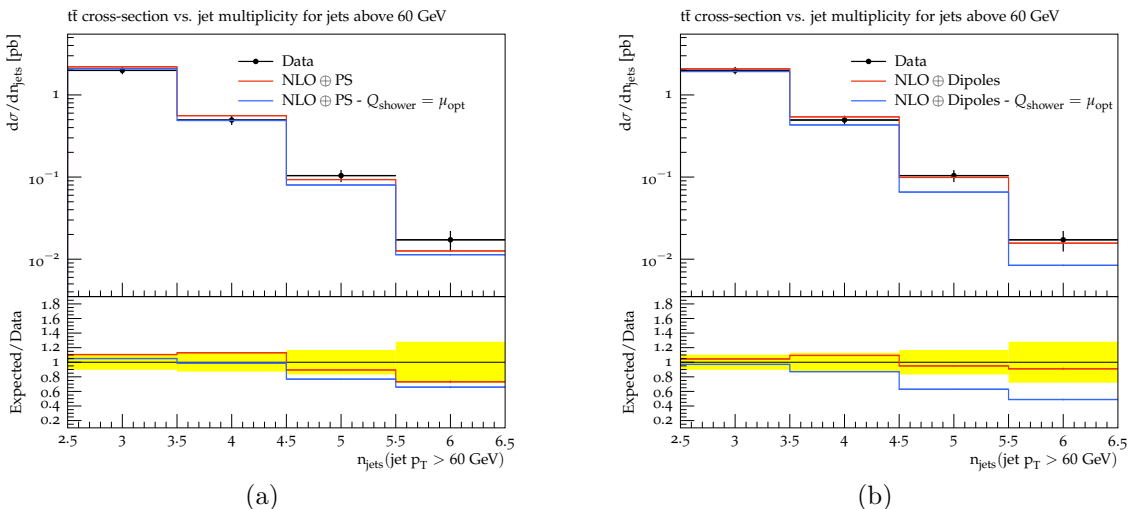 tt̄ cross-section vs. jet multiplicity for jets above 60 GeV
dσ/dn_jets [pb]
Data
NLO ⊕ PS
NLO ⊕ PS - Q_shower = μ_opt
1
10⁻¹
10⁻²
Expected/Data
1.8
1.6
1.4
1.2
1
0.8
0.6
0.4
0.2
2.5 3 3.5 4 4.5 5 5.5 6 6.5
n_jets(jet p_T > 60 GeV)
(a)
tt̄ cross-section vs. jet multiplicity for jets above 60 GeV
dσ/dn_jets [pb]
Data
NLO ⊕ Dipoles
NLO ⊕ Dipoles - Q_shower = μ_opt
1
10⁻¹
10⁻²
Expected/Data
1.8
1.6
1.4
1.2
1
0.8
0.6
0.4
0.2
2.5 3 3.5 4 4.5 5 5.5 6 6.5
n_jets(jet p_T > 60 GeV)
(b)